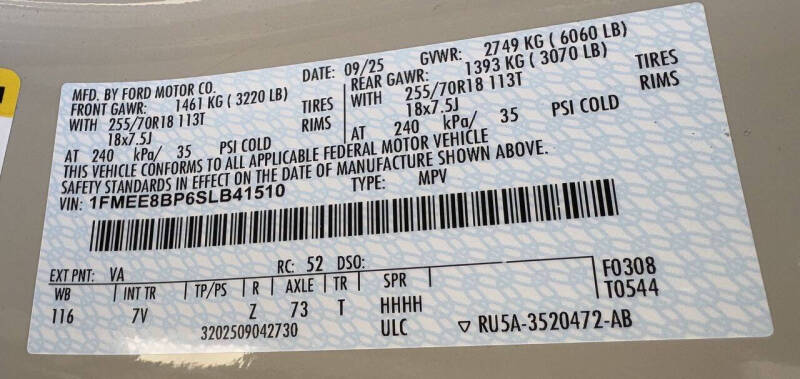 MFD. BY FORD MOTOR CO. DATE: 09/25 GVWR: 2749 KG ( 6060 LB)
FRONT GAWR: 1461 KG ( 3220 LB) REAR GAWR: 1393 KG ( 3070 LB)
WITH 255/70R18 113T TIRES WITH 255/70R18 113T TIRES
18x7.5J RIMS 18x7.5J RIMS
AT 240 kPa/ 35 PSI COLD AT 240 kPa/ 35 PSI COLD
THIS VEHICLE CONFORMS TO ALL APPLICABLE FEDERAL MOTOR VEHICLE
SAFETY STANDARDS IN EFFECT ON THE DATE OF MANUFACTURE SHOWN ABOVE.
VIN: 1FMEE8BP6SLB41510 TYPE: MPV
EXT PNT: VA RC: 52 DSO: F0308
WB INT TR TP/PS R AXLE TR SPR T0544
116 7V Z 73 T HHHH
3202509042730 ULC ▽ RU5A-3520472-AB